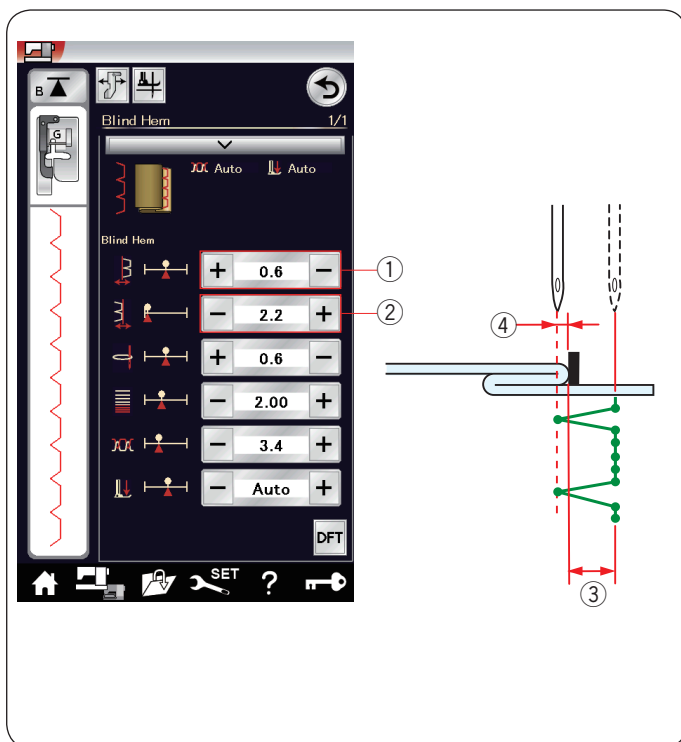 B
G
Blind Hem 1/1
Auto Auto
Blind Hem
+ 0.6 −
①
− 2.2 +
②
+ 0.6 −
− 2.00 +
− 3.4 +
− Auto +
DFT
SET ?
④
③